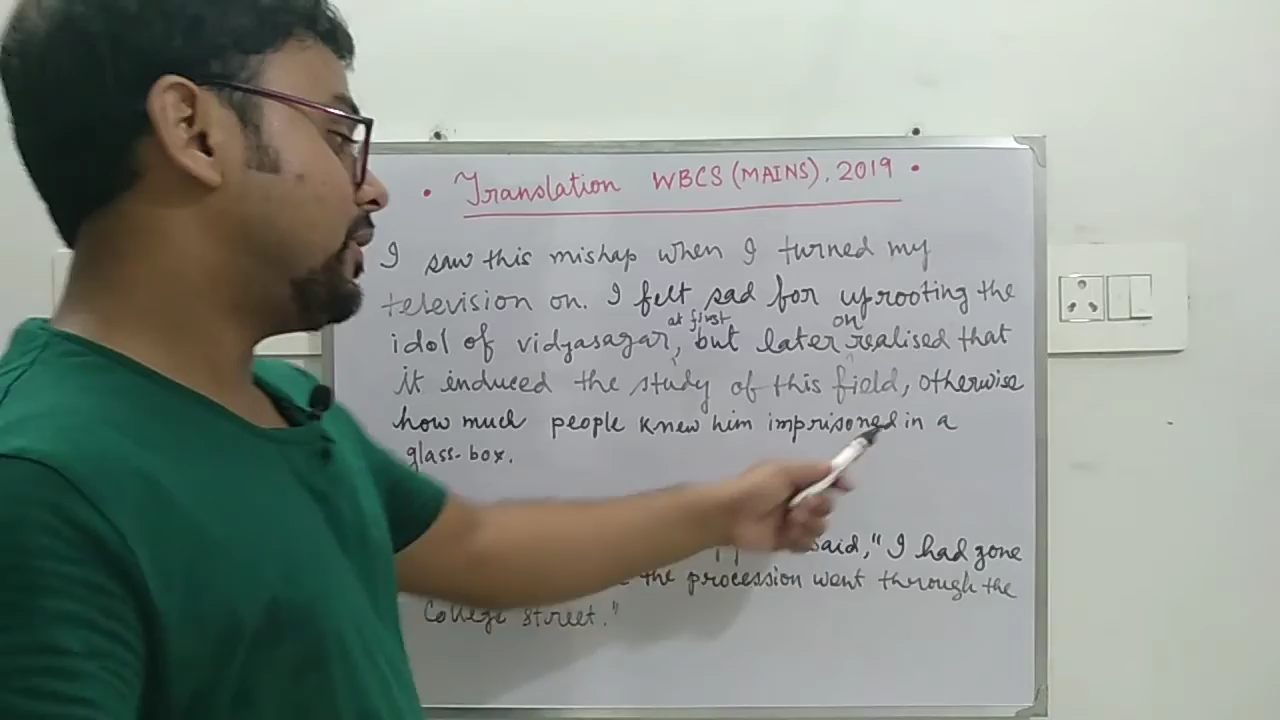 • Translation WBCS (MAINS), 2019 •
I saw this mishap when I turned my
television on. I felt sad for uprooting the
at first on
idol of vidyasagar, but later realised that
it induced the study of this field, otherwise
how much people knew him imprisoned in a
glass-box.
said, "I had gone
the procession went through the
College street."